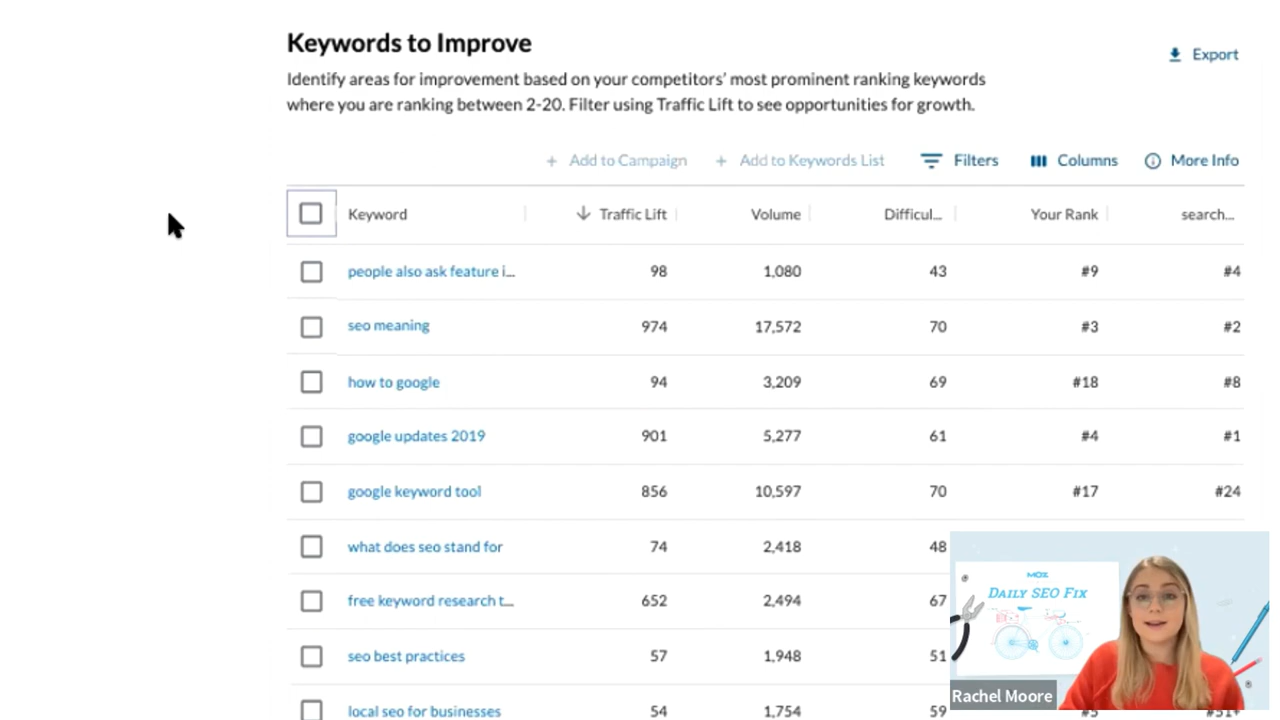 Keywords to Improve
Export
Identify areas for improvement based on your competitors' most prominent ranking keywords
where you are ranking between 2-20. Filter using Traffic Lift to see opportunities for growth.
+ Add to Campaign + Add to Keywords List Filters Columns More Info
Keyword Traffic Lift Volume Difficul... Your Rank search...
people also ask feature i... 98 1,080 43 #9 #4
seo meaning 974 17,572 70 #3 #2
how to google 94 3,209 69 #18 #8
google updates 2019 901 5,277 61 #4 #1
google keyword tool 856 10,597 70 #17 #24
what does seo stand for 74 2,418 48
free keyword research t... 652 2,494 67
seo best practices 57 1,948 51
local seo for businesses 54 1,754 59
MOZ
DAILY SEO FIX
Rachel Moore